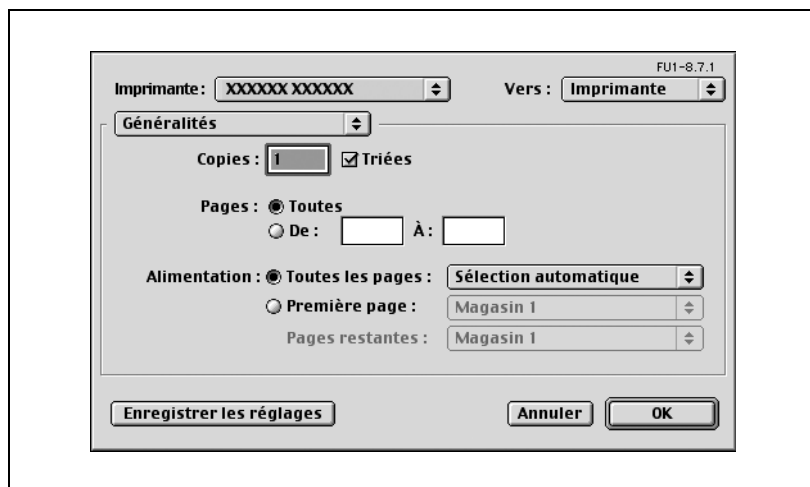 FU1-8.7.1
Imprimante : XXXXXX XXXXXX Vers : Imprimante
Généralités
Copies : 1 Triées
Pages : Toutes
De : À :
Alimentation : Toutes les pages : Sélection automatique
Première page : Magasin 1
Pages restantes : Magasin 1
Enregistrer les réglages Annuler OK